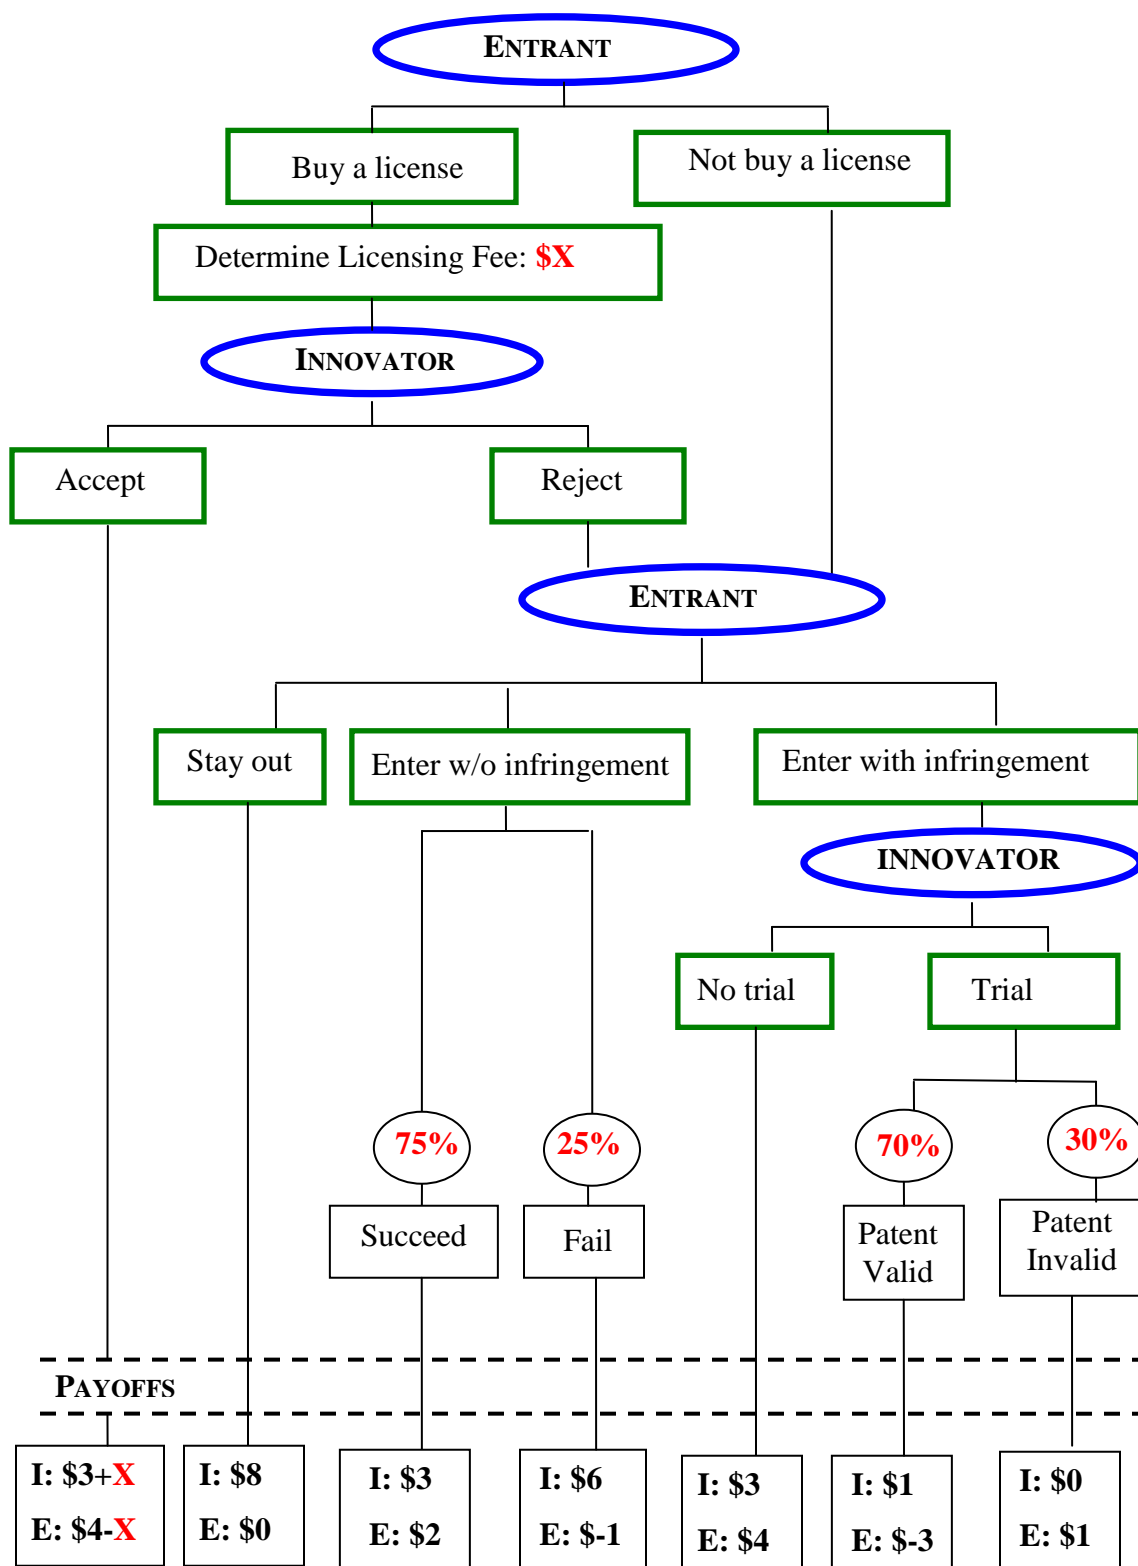 ENTRANT
Buy a license
Not buy a license
Determine Licensing Fee: $X
INNOVATOR
Accept
Reject
ENTRANT
Stay out
Enter w/o infringement
Enter with infringement
INNOVATOR
No trial
Trial
75%
25%
70%
30%
Succeed
Fail
Patent
Valid
Patent
Invalid
PAYOFFS
I: $3+X
E: $4-X
I: $8
E: $0
I: $3
E: $2
I: $6
E: $-1
I: $3
E: $4
I: $1
E: $-3
I: $0
E: $1